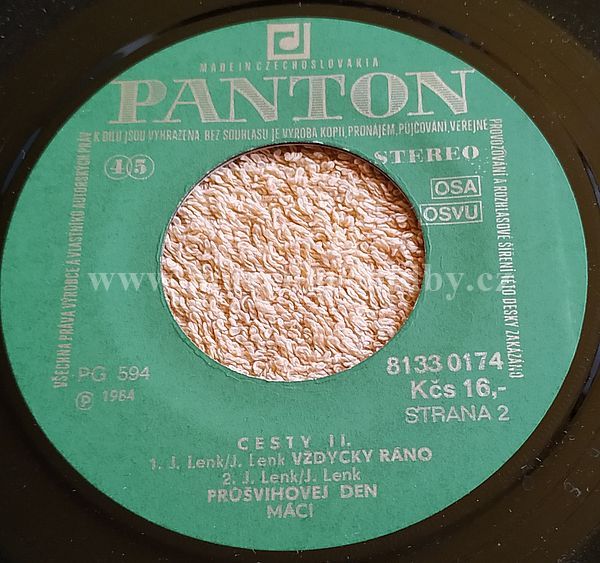 MADE IN CZECHOSLOVAKIA
PANTON
VŠECHNA PRÁVA VÝROBCE A VLASTNÍKŮ AUTORSKÝCH PRÁV K DÍLU JSOU VYHRAZENA. BEZ SOUHLASU JE VÝROBA KOPIÍ, PRONÁJEM, PŮJČOVÁNÍ, VEŘEJNÉ PROVOZOVÁNÍ A ROZHLASOVÉ ŠÍŘENÍ TÉTO DESKY ZAKÁZÁNO
45
STEREO
OSA
OSVU
PG 594
℗ 1984
8133 0174
Kčs 16,-
STRANA 2
CESTY II.
1. J. Lenk/J. Lenk VŽDYCKY RÁNO
2. J. Lenk/J. Lenk
PRŮŠVIHOVEJ DEN
MÁCI